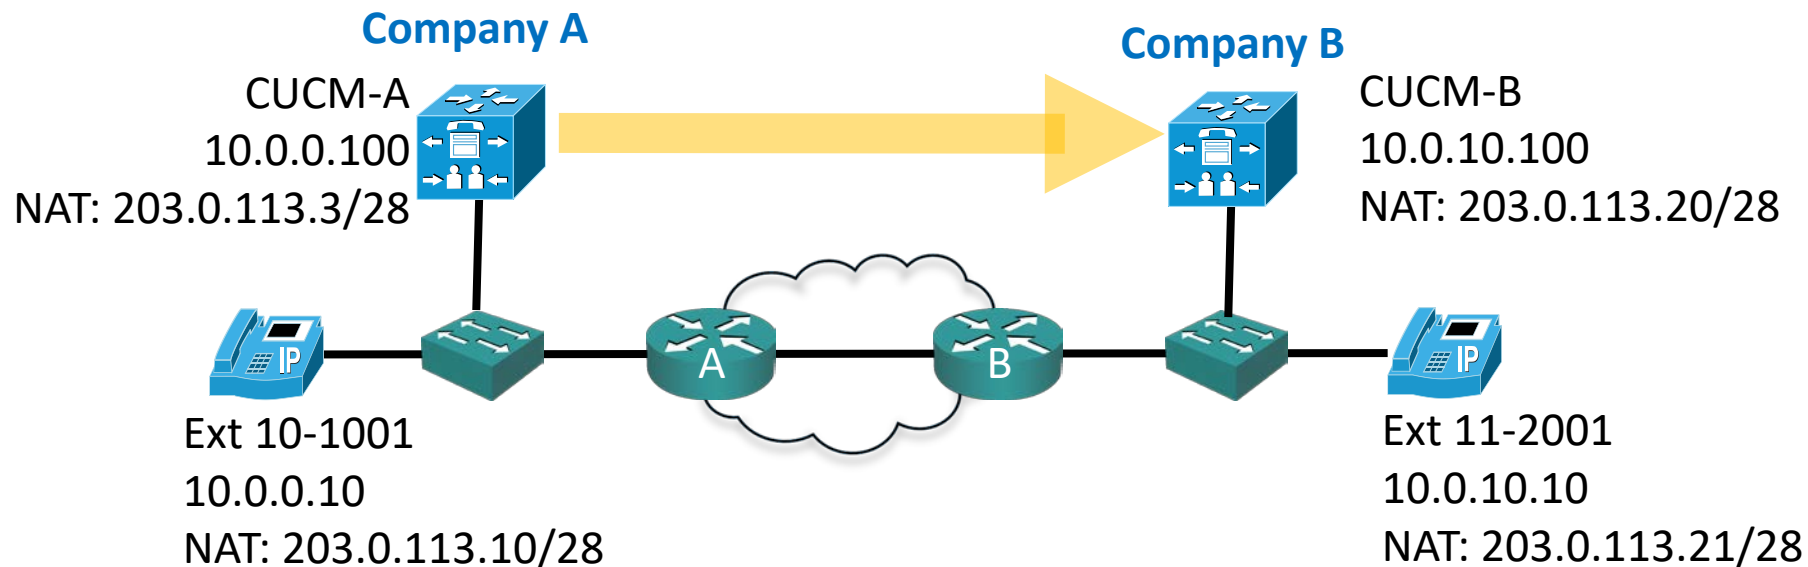 Company A
Company B
CUCM-A
10.0.0.100
NAT: 203.0.113.3/28
CUCM-B
10.0.10.100
NAT: 203.0.113.20/28
IP
A
B
IP
Ext 10-1001
10.0.0.10
NAT: 203.0.113.10/28
Ext 11-2001
10.0.10.10
NAT: 203.0.113.21/28